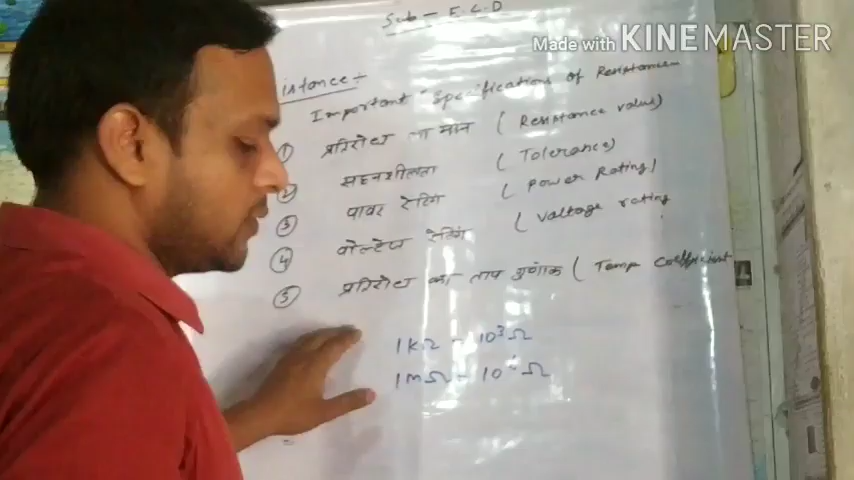 Sub - E.C.D
Made with KINEMASTER
istance -
Important Specifications of Resistance
① प्रतिरोध का मान ( Resistance value)
② सहनशीलता ( Tolerance)
③ पावर रेटिंग ( Power Rating)
④ वोल्टेज रेटिंग ( Voltage rating
⑤ प्रतिरोध का ताप गुणांक ( Temp Coefficient
1KΩ - 10³Ω
1MΩ - 10 Ω